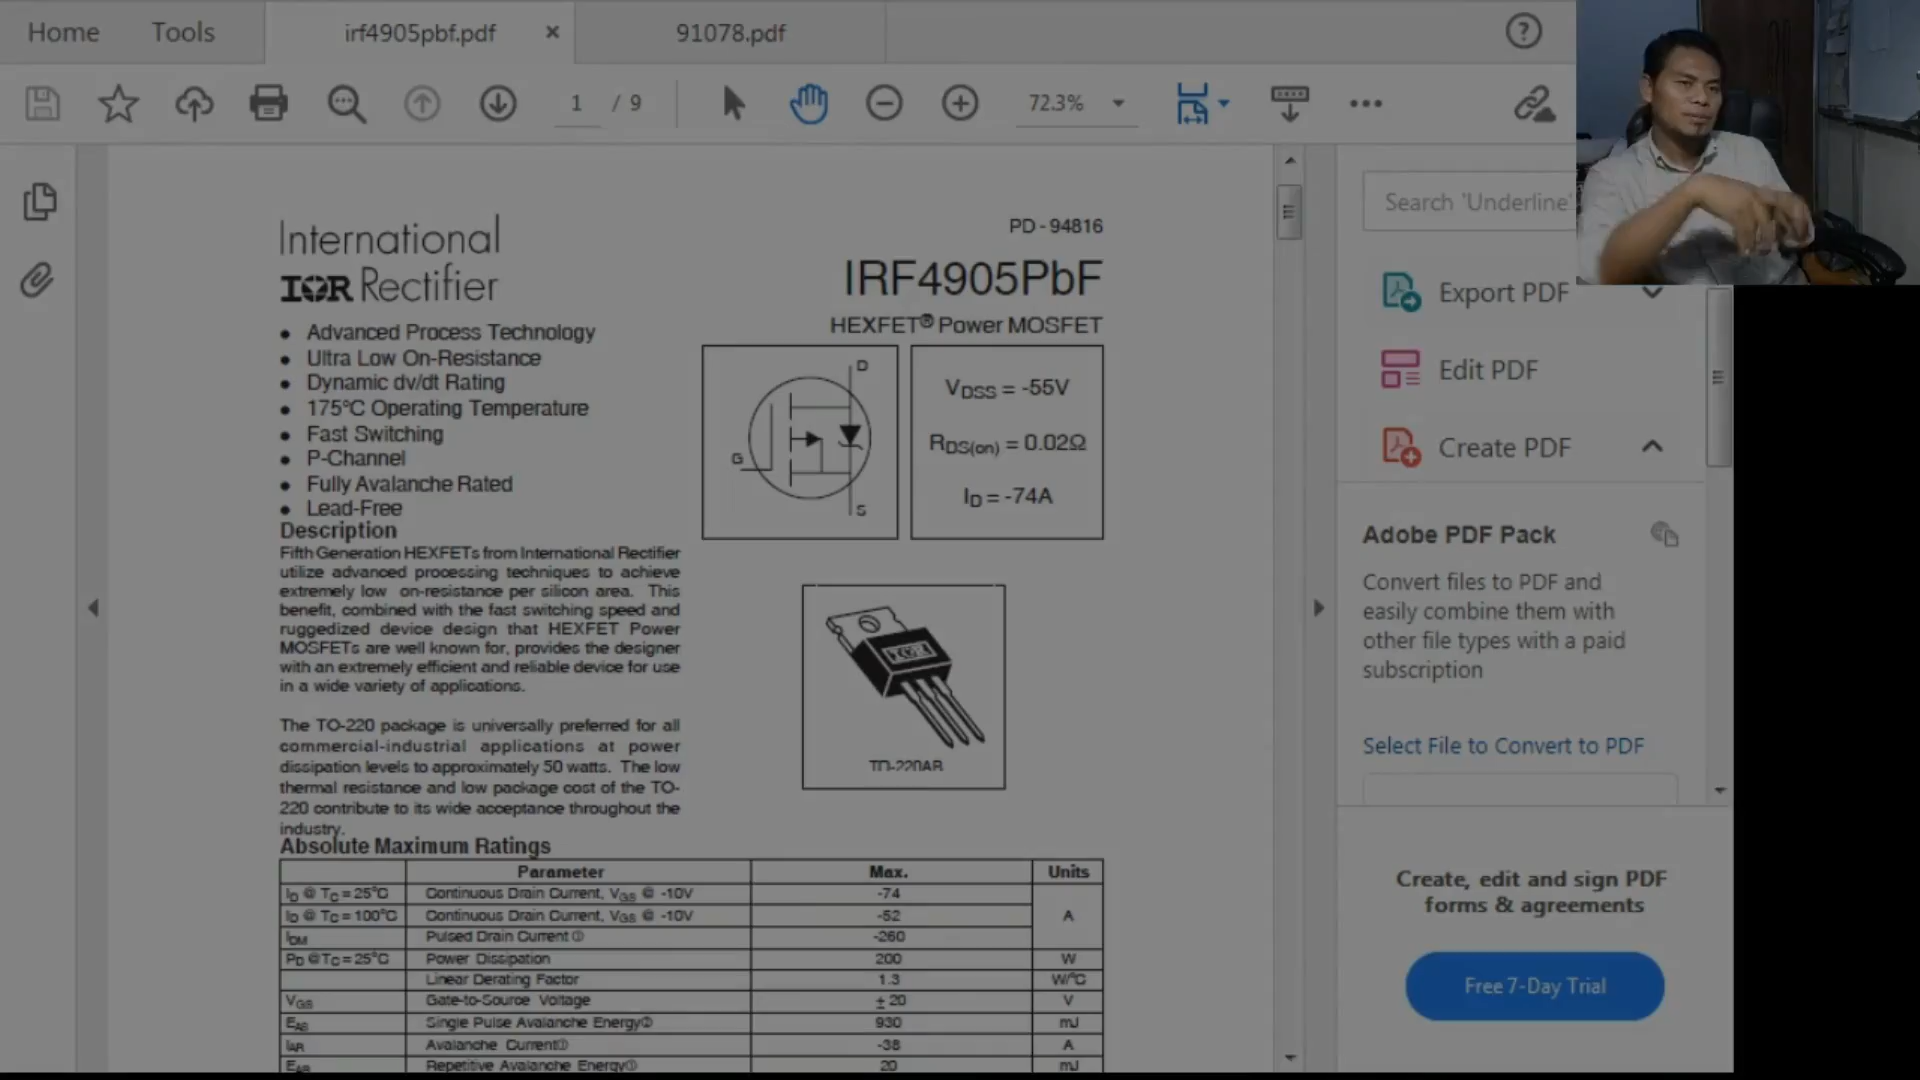 Home Tools irf4905pbf.pdf × 91078.pdf
1 / 9 72.3%
International
IOR Rectifier
PD - 94816
IRF4905PbF
HEXFET® Power MOSFET
• Advanced Process Technology
• Ultra Low On-Resistance
• Dynamic dv/dt Rating
• 175°C Operating Temperature
• Fast Switching
• P-Channel
• Fully Avalanche Rated
• Lead-Free
D
G
S
VDSS = -55V
RDS(on) = 0.02Ω
ID = -74A
Description
Fifth Generation HEXFETs from International Rectifier
utilize advanced processing techniques to achieve
extremely low on-resistance per silicon area. This
benefit, combined with the fast switching speed and
ruggedized device design that HEXFET Power
MOSFETs are well known for, provides the designer
with an extremely efficient and reliable device for use
in a wide variety of applications.
The TO-220 package is universally preferred for all
commercial-industrial applications at power
dissipation levels to approximately 50 watts. The low
thermal resistance and low package cost of the TO-
220 contribute to its wide acceptance throughout the
industry.
IOR
TO-220AB
Absolute Maximum Ratings
Parameter Max. Units
ID @ TC = 25°C Continuous Drain Current, VGS @ -10V -74
ID @ TC = 100°C Continuous Drain Current, VGS @ -10V -52 A
IDM Pulsed Drain Current ① -260
PD @TC = 25°C Power Dissipation 200 W
Linear Derating Factor 1.3 W/°C
VGS Gate-to-Source Voltage ± 20 V
EAS Single Pulse Avalanche Energy② 930 mJ
IAR Avalanche Current① -38 A
EAR Repetitive Avalanche Energy① 20 mJ
Search 'Underline'
Export PDF
Edit PDF
Create PDF
Adobe PDF Pack
Convert files to PDF and
easily combine them with
other file types with a paid
subscription
Select File to Convert to PDF
Create, edit and sign PDF
forms & agreements
Free 7-Day Trial